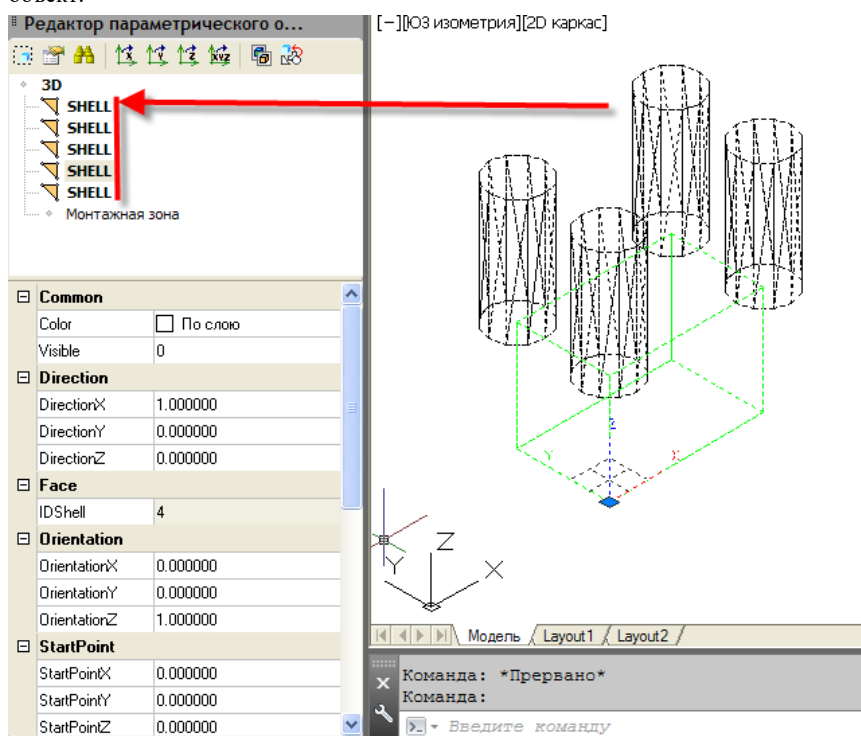 объект.
Редактор параметрического о...
3D
SHELL
SHELL
SHELL
SHELL
SHELL
Монтажная зона
Common
Color По слою
Visible 0
Direction
DirectionX 1.000000
DirectionY 0.000000
DirectionZ 0.000000
Face
IDShell 4
Orientation
OrientationX 0.000000
OrientationY 0.000000
OrientationZ 1.000000
StartPoint
StartPointX 0.000000
StartPointY 0.000000
StartPointZ 0.000000
[−][ЮЗ изометрия][2D каркас]
Z
Y
X
Z
Y
X
Модель / Layout1 / Layout2 /
Команда: *Прервано*
Команда:
Введите команду